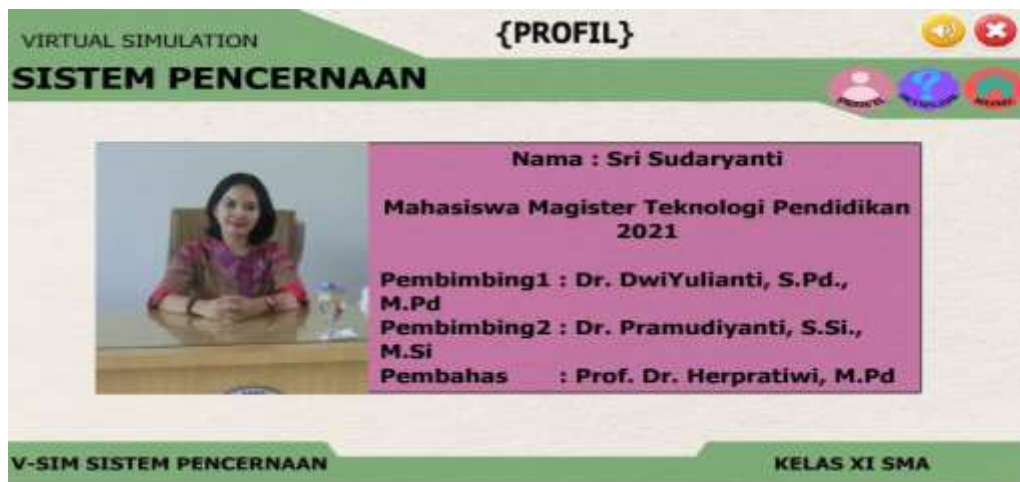 VIRTUAL SIMULATION
{PROFIL}
SISTEM PENCERNAAN
PROFIL
Nama : Sri Sudaryanti
Mahasiswa Magister Teknologi Pendidikan
2021
Pembimbing1 : Dr. DwiYulianti, S.Pd.,
M.Pd
Pembimbing2 : Dr. Pramudiyanti, S.Si.,
M.Si
Pembahas : Prof. Dr. Herpratiwi, M.Pd
V-SIM SISTEM PENCERNAAN
KELAS XI SMA